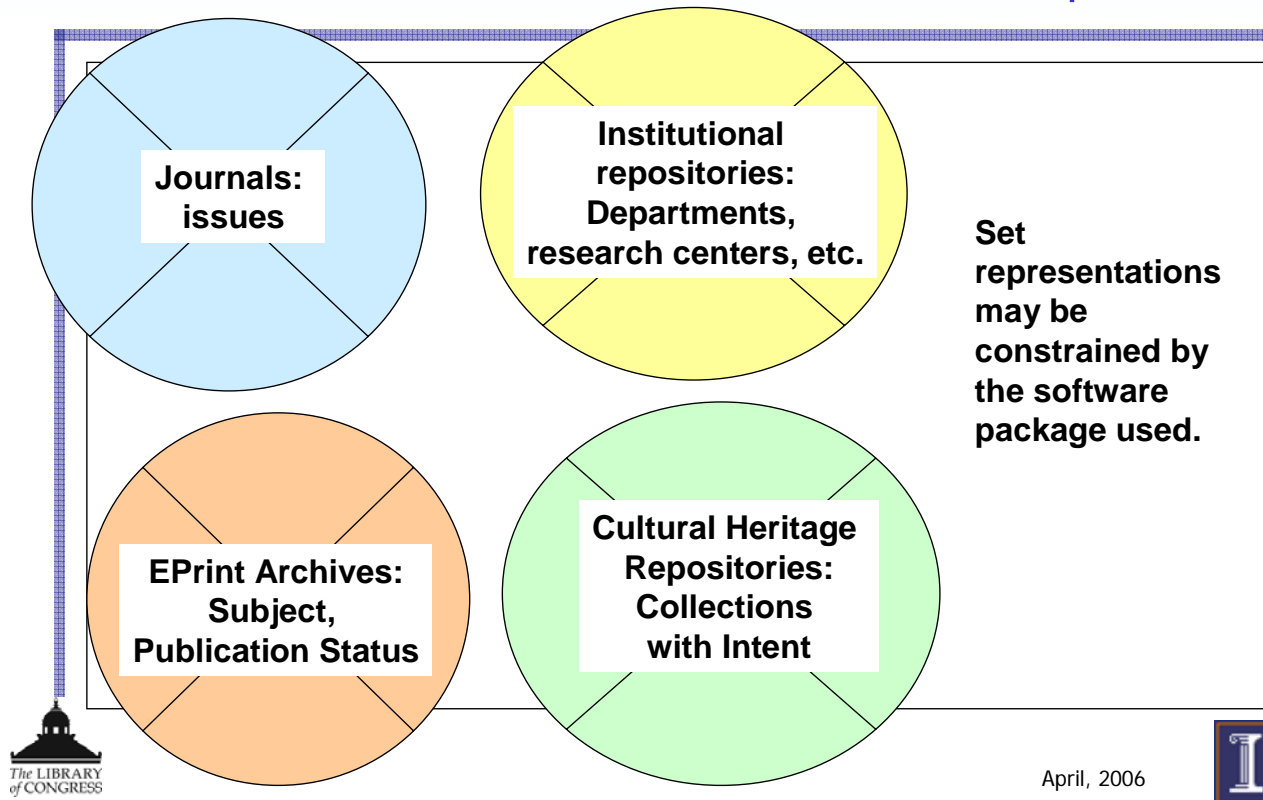 Journals:
issues
Institutional
repositories:
Departments,
research centers, etc.
Set
representations
may be
constrained by
the software
package used.
EPrint Archives:
Subject,
Publication Status
Cultural Heritage
Repositories:
Collections
with Intent
The LIBRARY
of CONGRESS
April, 2006
I